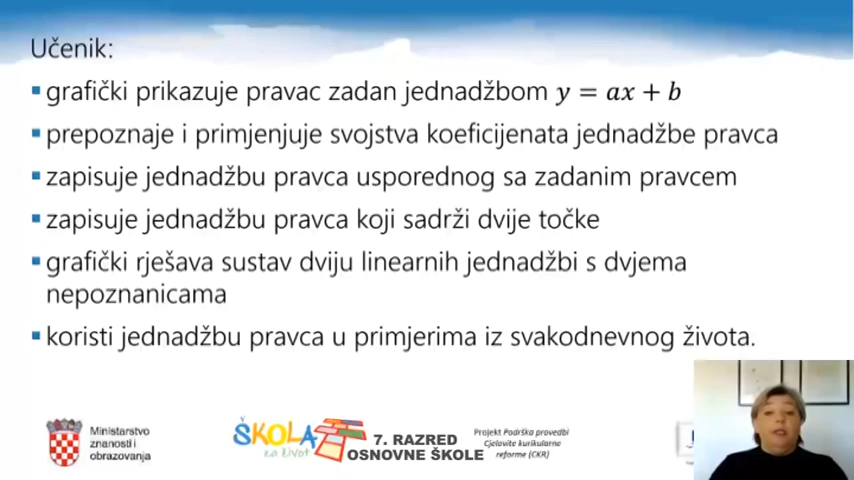 Učenik:
grafički prikazuje pravac zadan jednadžbom y = ax + b
prepoznaje i primjenjuje svojstva koeficijenata jednadžbe pravca
zapisuje jednadžbu pravca usporednog sa zadanim pravcem
zapisuje jednadžbu pravca koji sadrži dvije točke
grafički rješava sustav dviju linearnih jednadžbi s dvjema
nepoznanicama
koristi jednadžbu pravca u primjerima iz svakodnevnog života.
Ministarstvo
znanosti i
obrazovanja
ŠKOLA
za život
7. RAZRED
OSNOVNE ŠKOLE
Projekt Podrška provedbi
Cjelovite kurikularne
reforme (CKR)